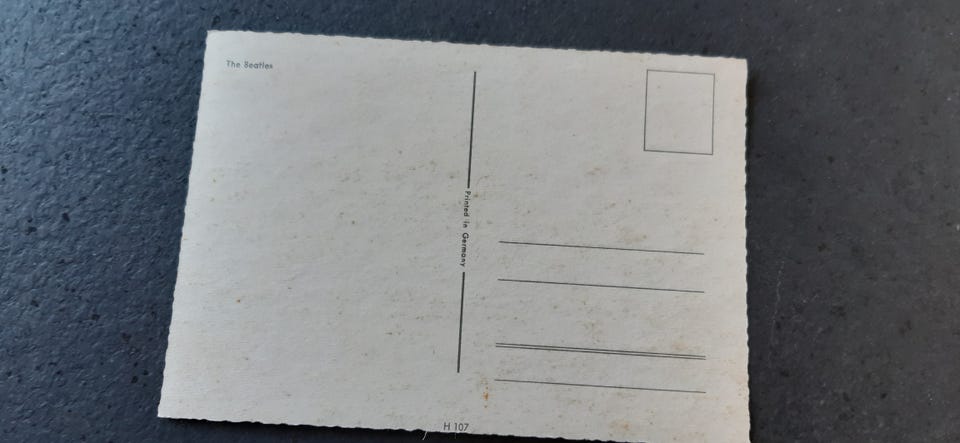 The Beatles
Printed in Germany
H 107